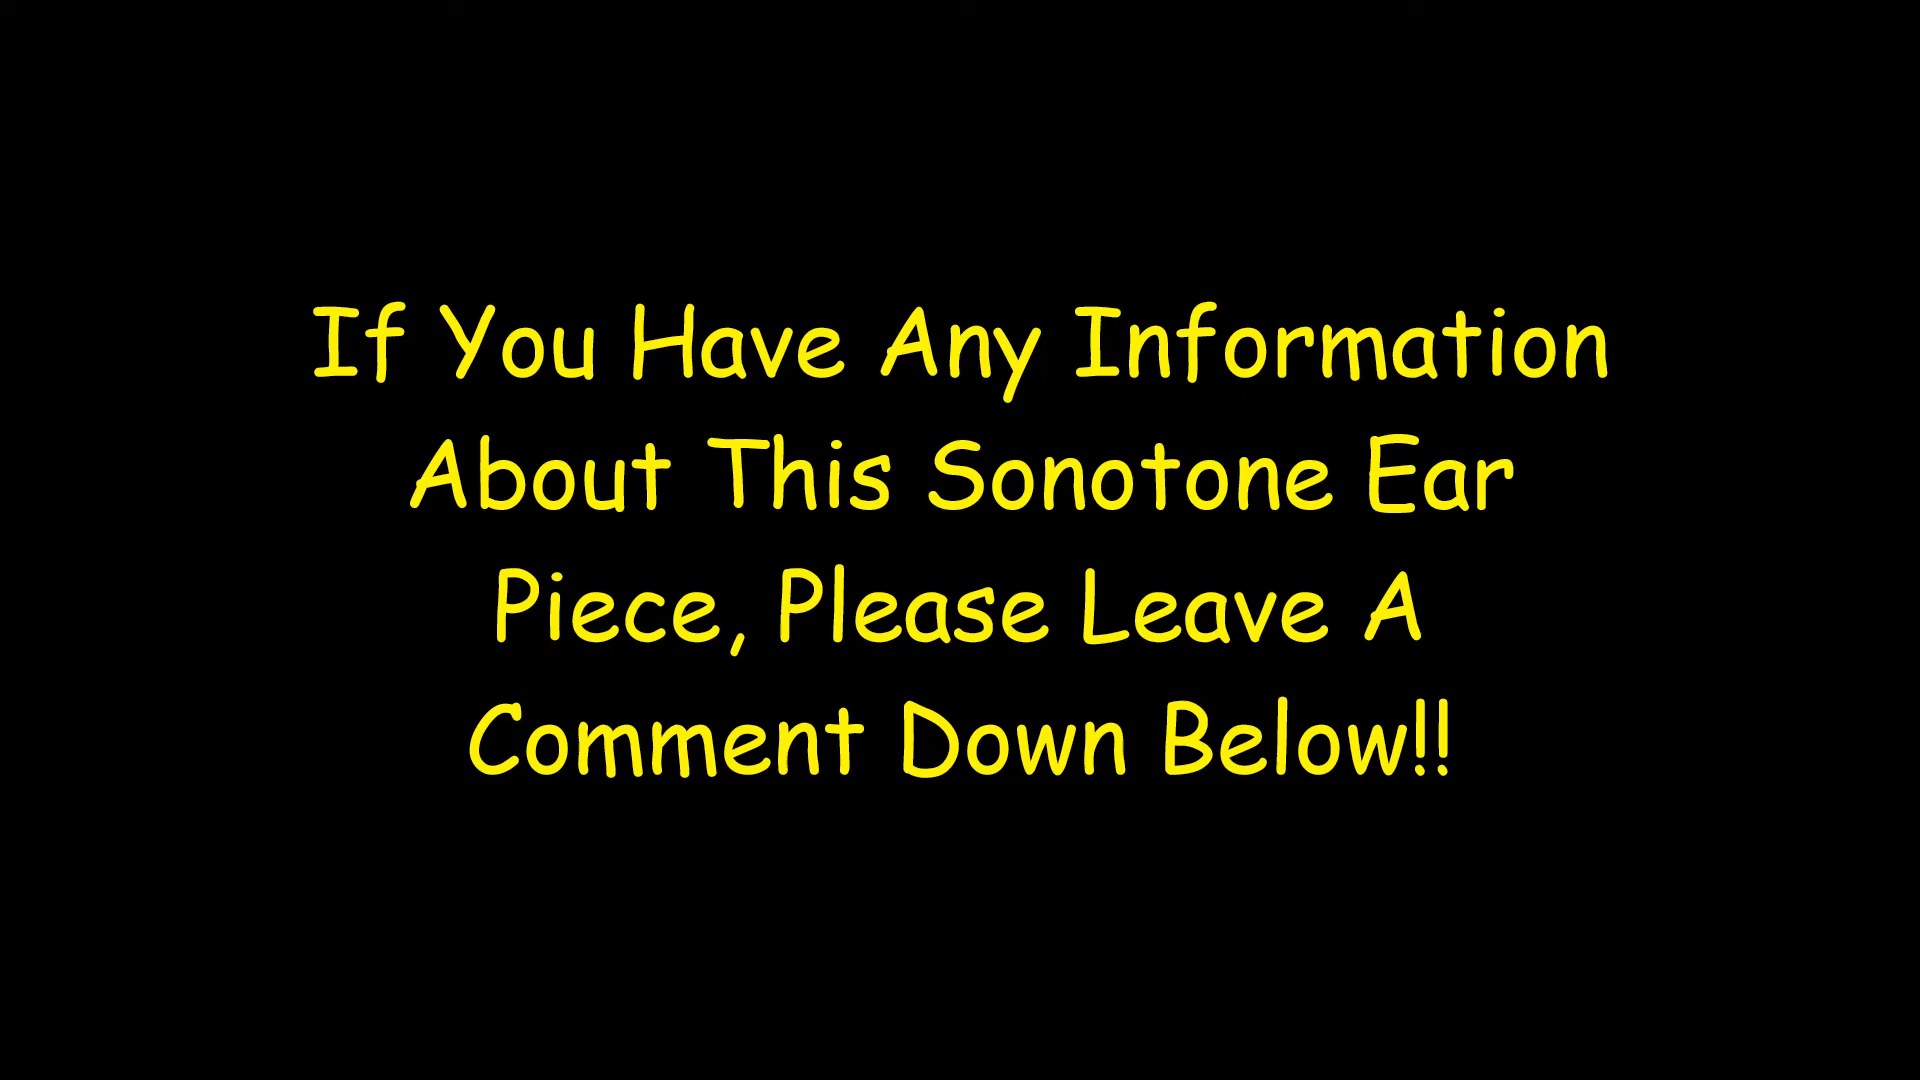 If You Have Any Information
About This Sonotone Ear
Piece, Please Leave A
Comment Down Below!!